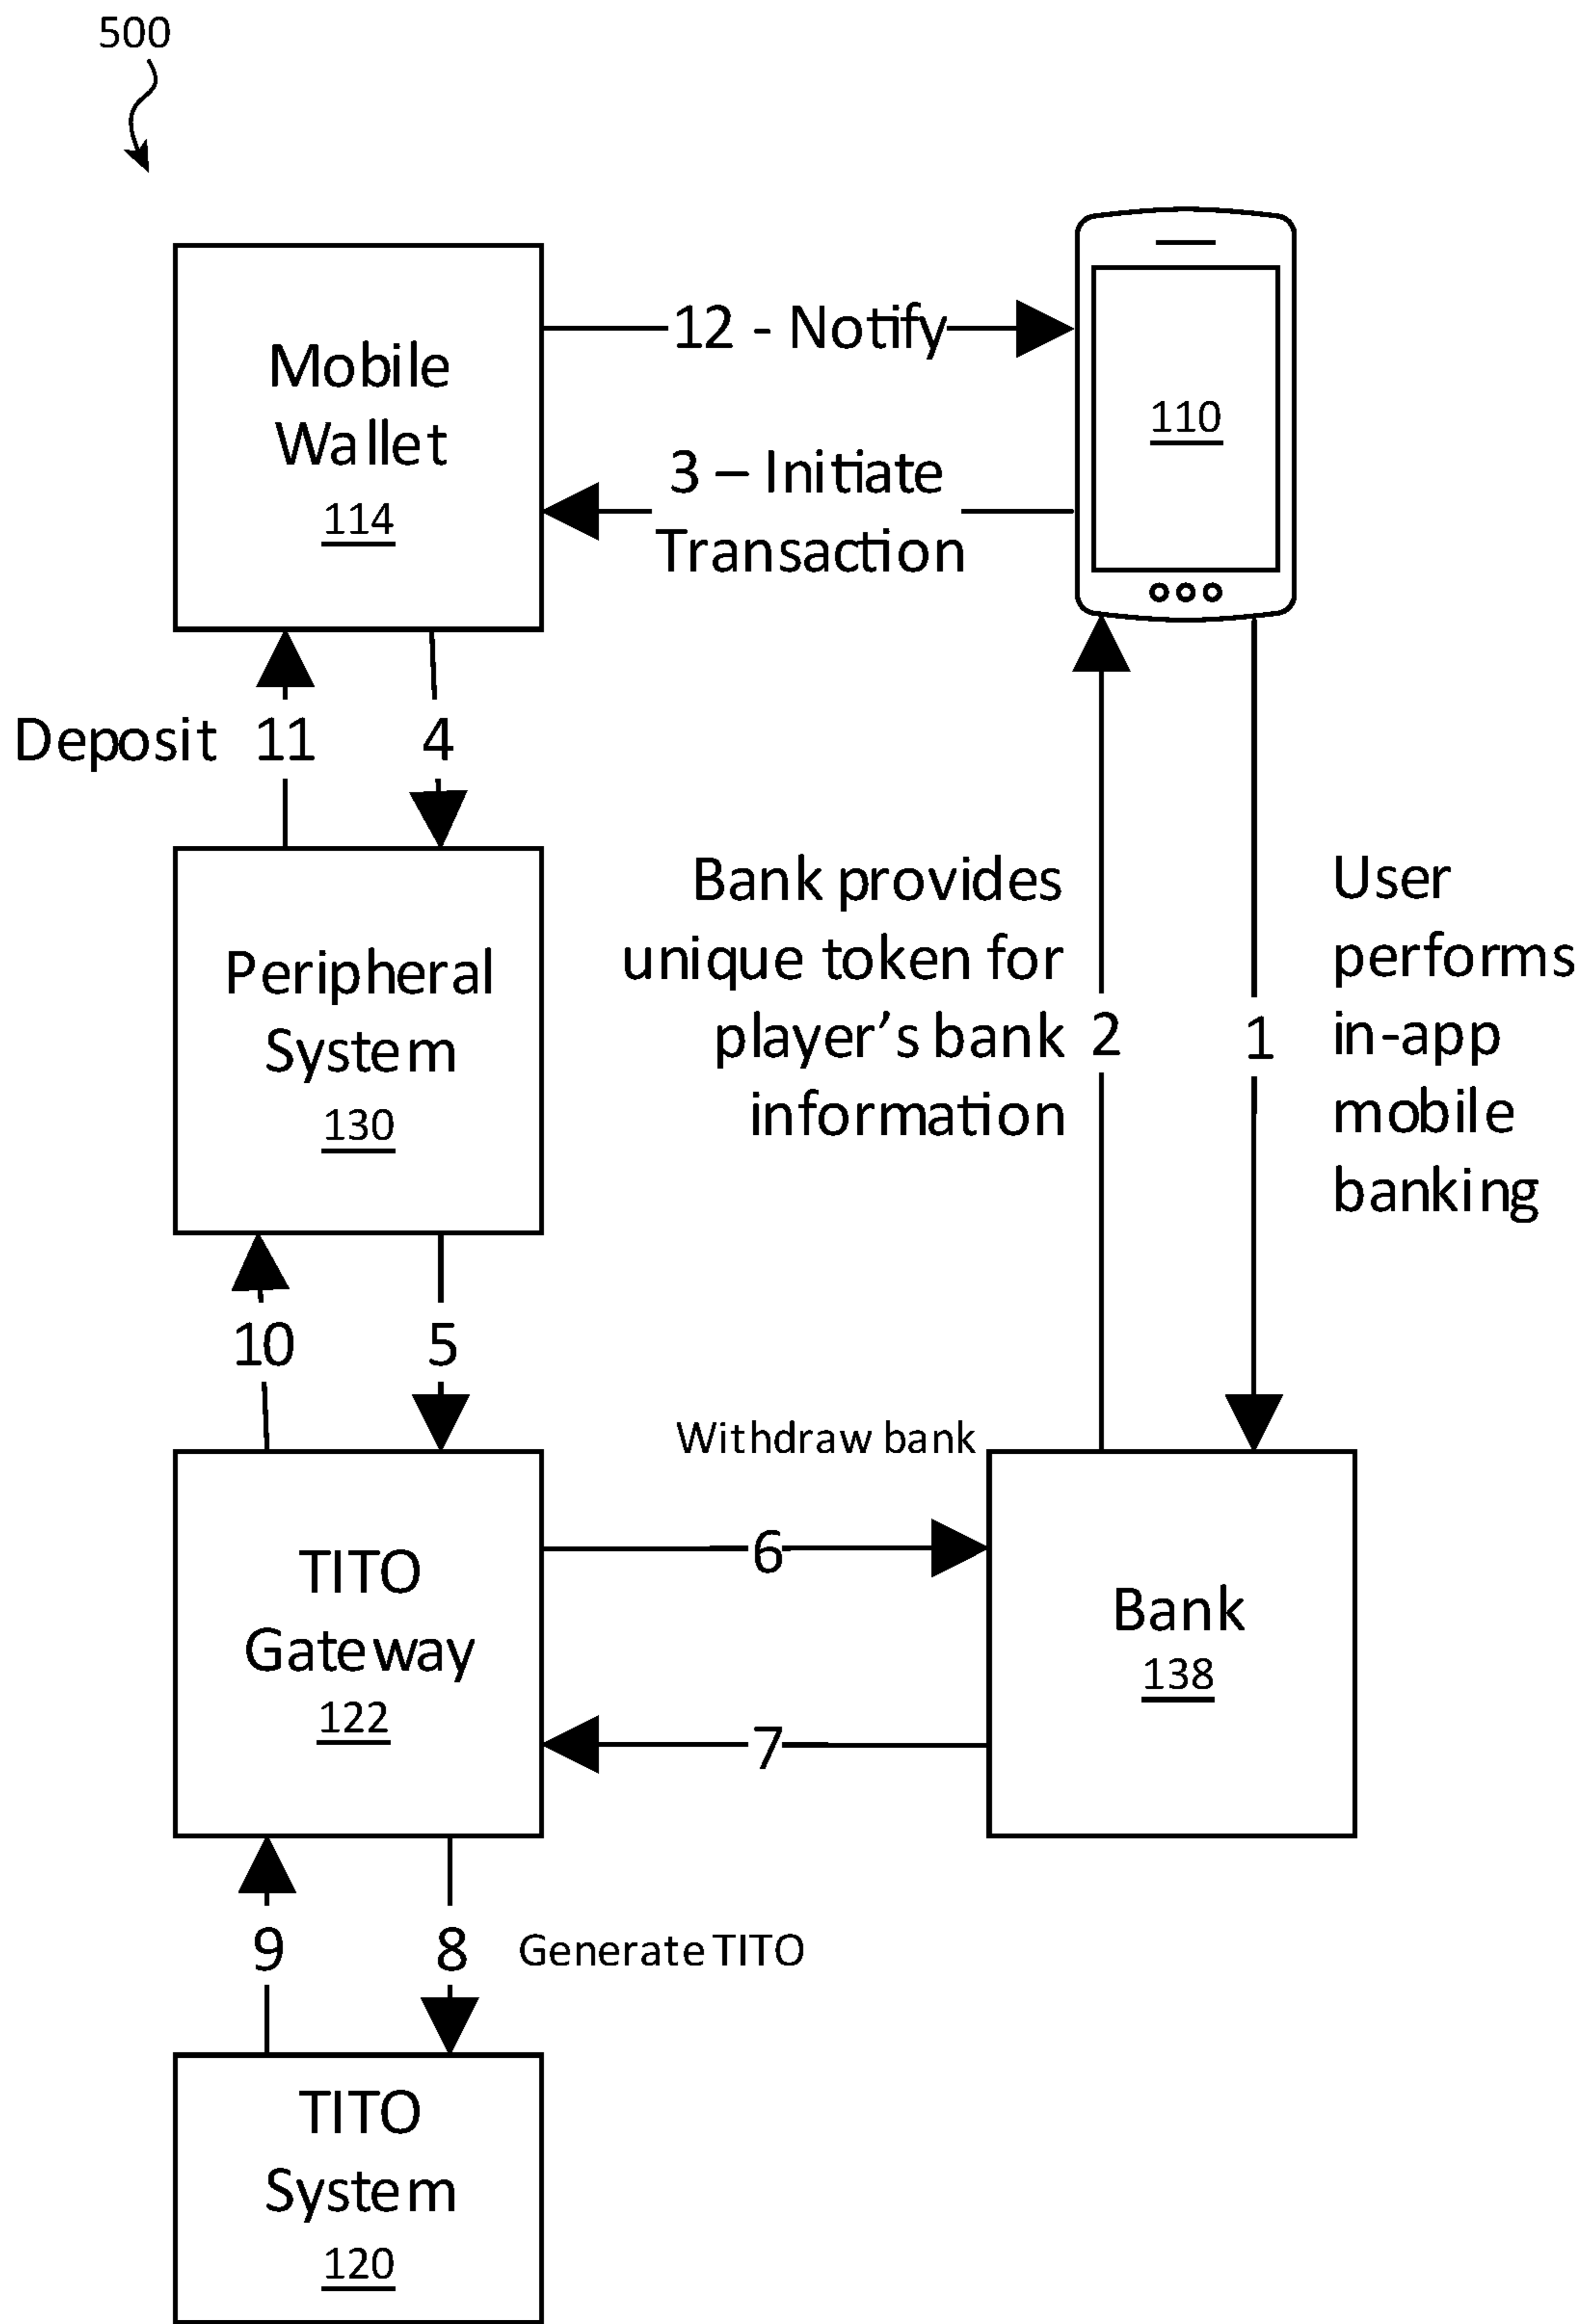 500
12 - Notify
Mobile
Wallet
114
110
3 – Initiate
Transaction
Deposit 11
4
Bank provides
unique token for
player’s bank
information
2
1
User
performs
in-app
mobile
banking
Peripheral
System
130
10
5
Withdraw bank
6
TITO
Gateway
122
Bank
138
7
9
8
Generate TITO
TITO
System
120